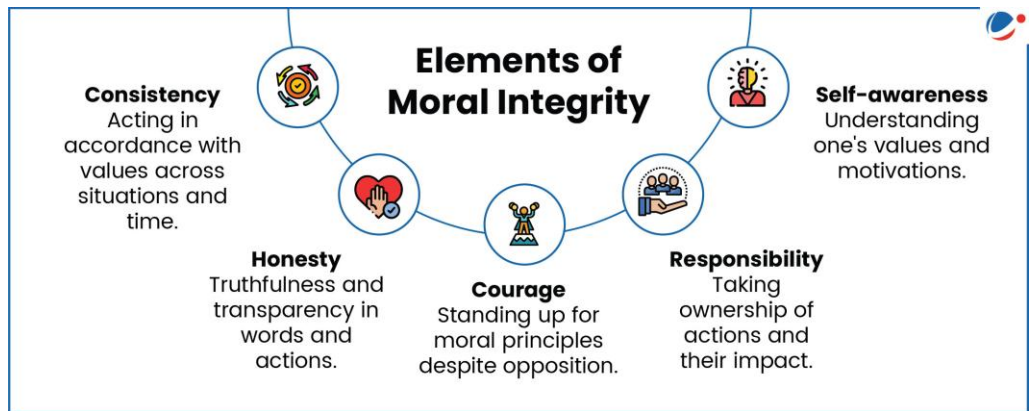 Elements of
Moral Integrity
Consistency
Acting in
accordance with
values across
situations and
time.
Honesty
Truthfulness and
transparency in
words and
actions.
Courage
Standing up for
moral principles
despite opposition.
Responsibility
Taking
ownership of
actions and
their impact.
Self-awareness
Understanding
one's values and
motivations.